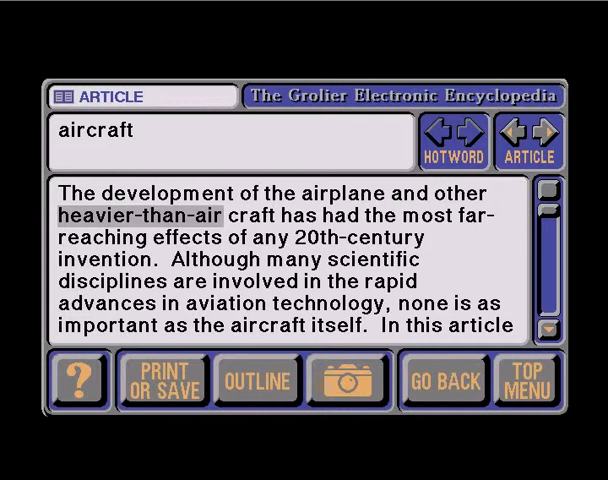 ARTICLE
The Grolier Electronic Encyclopedia
aircraft
HOTWORD
ARTICLE
The development of the airplane and other
heavier-than-air craft has had the most far-
reaching effects of any 20th-century
invention.  Although many scientific
disciplines are involved in the rapid
advances in aviation technology, none is as
important as the aircraft itself.  In this article
?
PRINT
OR SAVE
OUTLINE
GO BACK
TOP
MENU